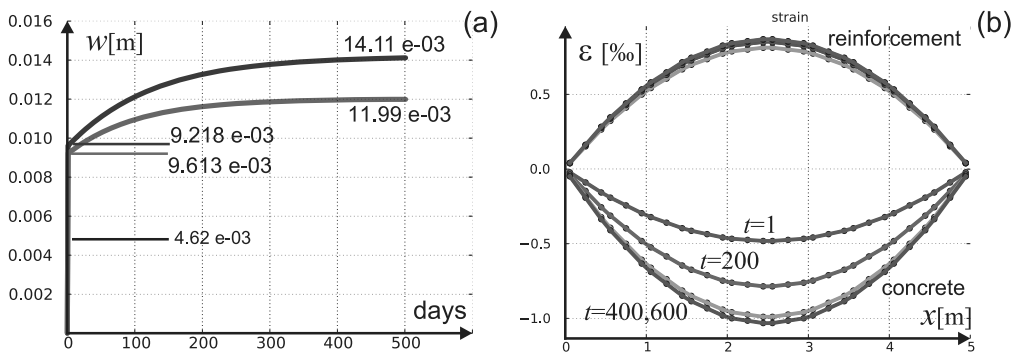 (a)
w[m]
0.016
0.014
0.012
0.010
0.008
0.006
0.004
0.002
14.11 e-03
11.99 e-03
9.218 e-03
9.613 e-03
4.62 e-03
days
0 100 200 300 400 500
strain
(b)
ε [‰]
reinforcement
0.5
0.0
−0.5
−1.0
t=1
t=200
t=400,600
concrete
x[m]
0 1 2 3 4 5